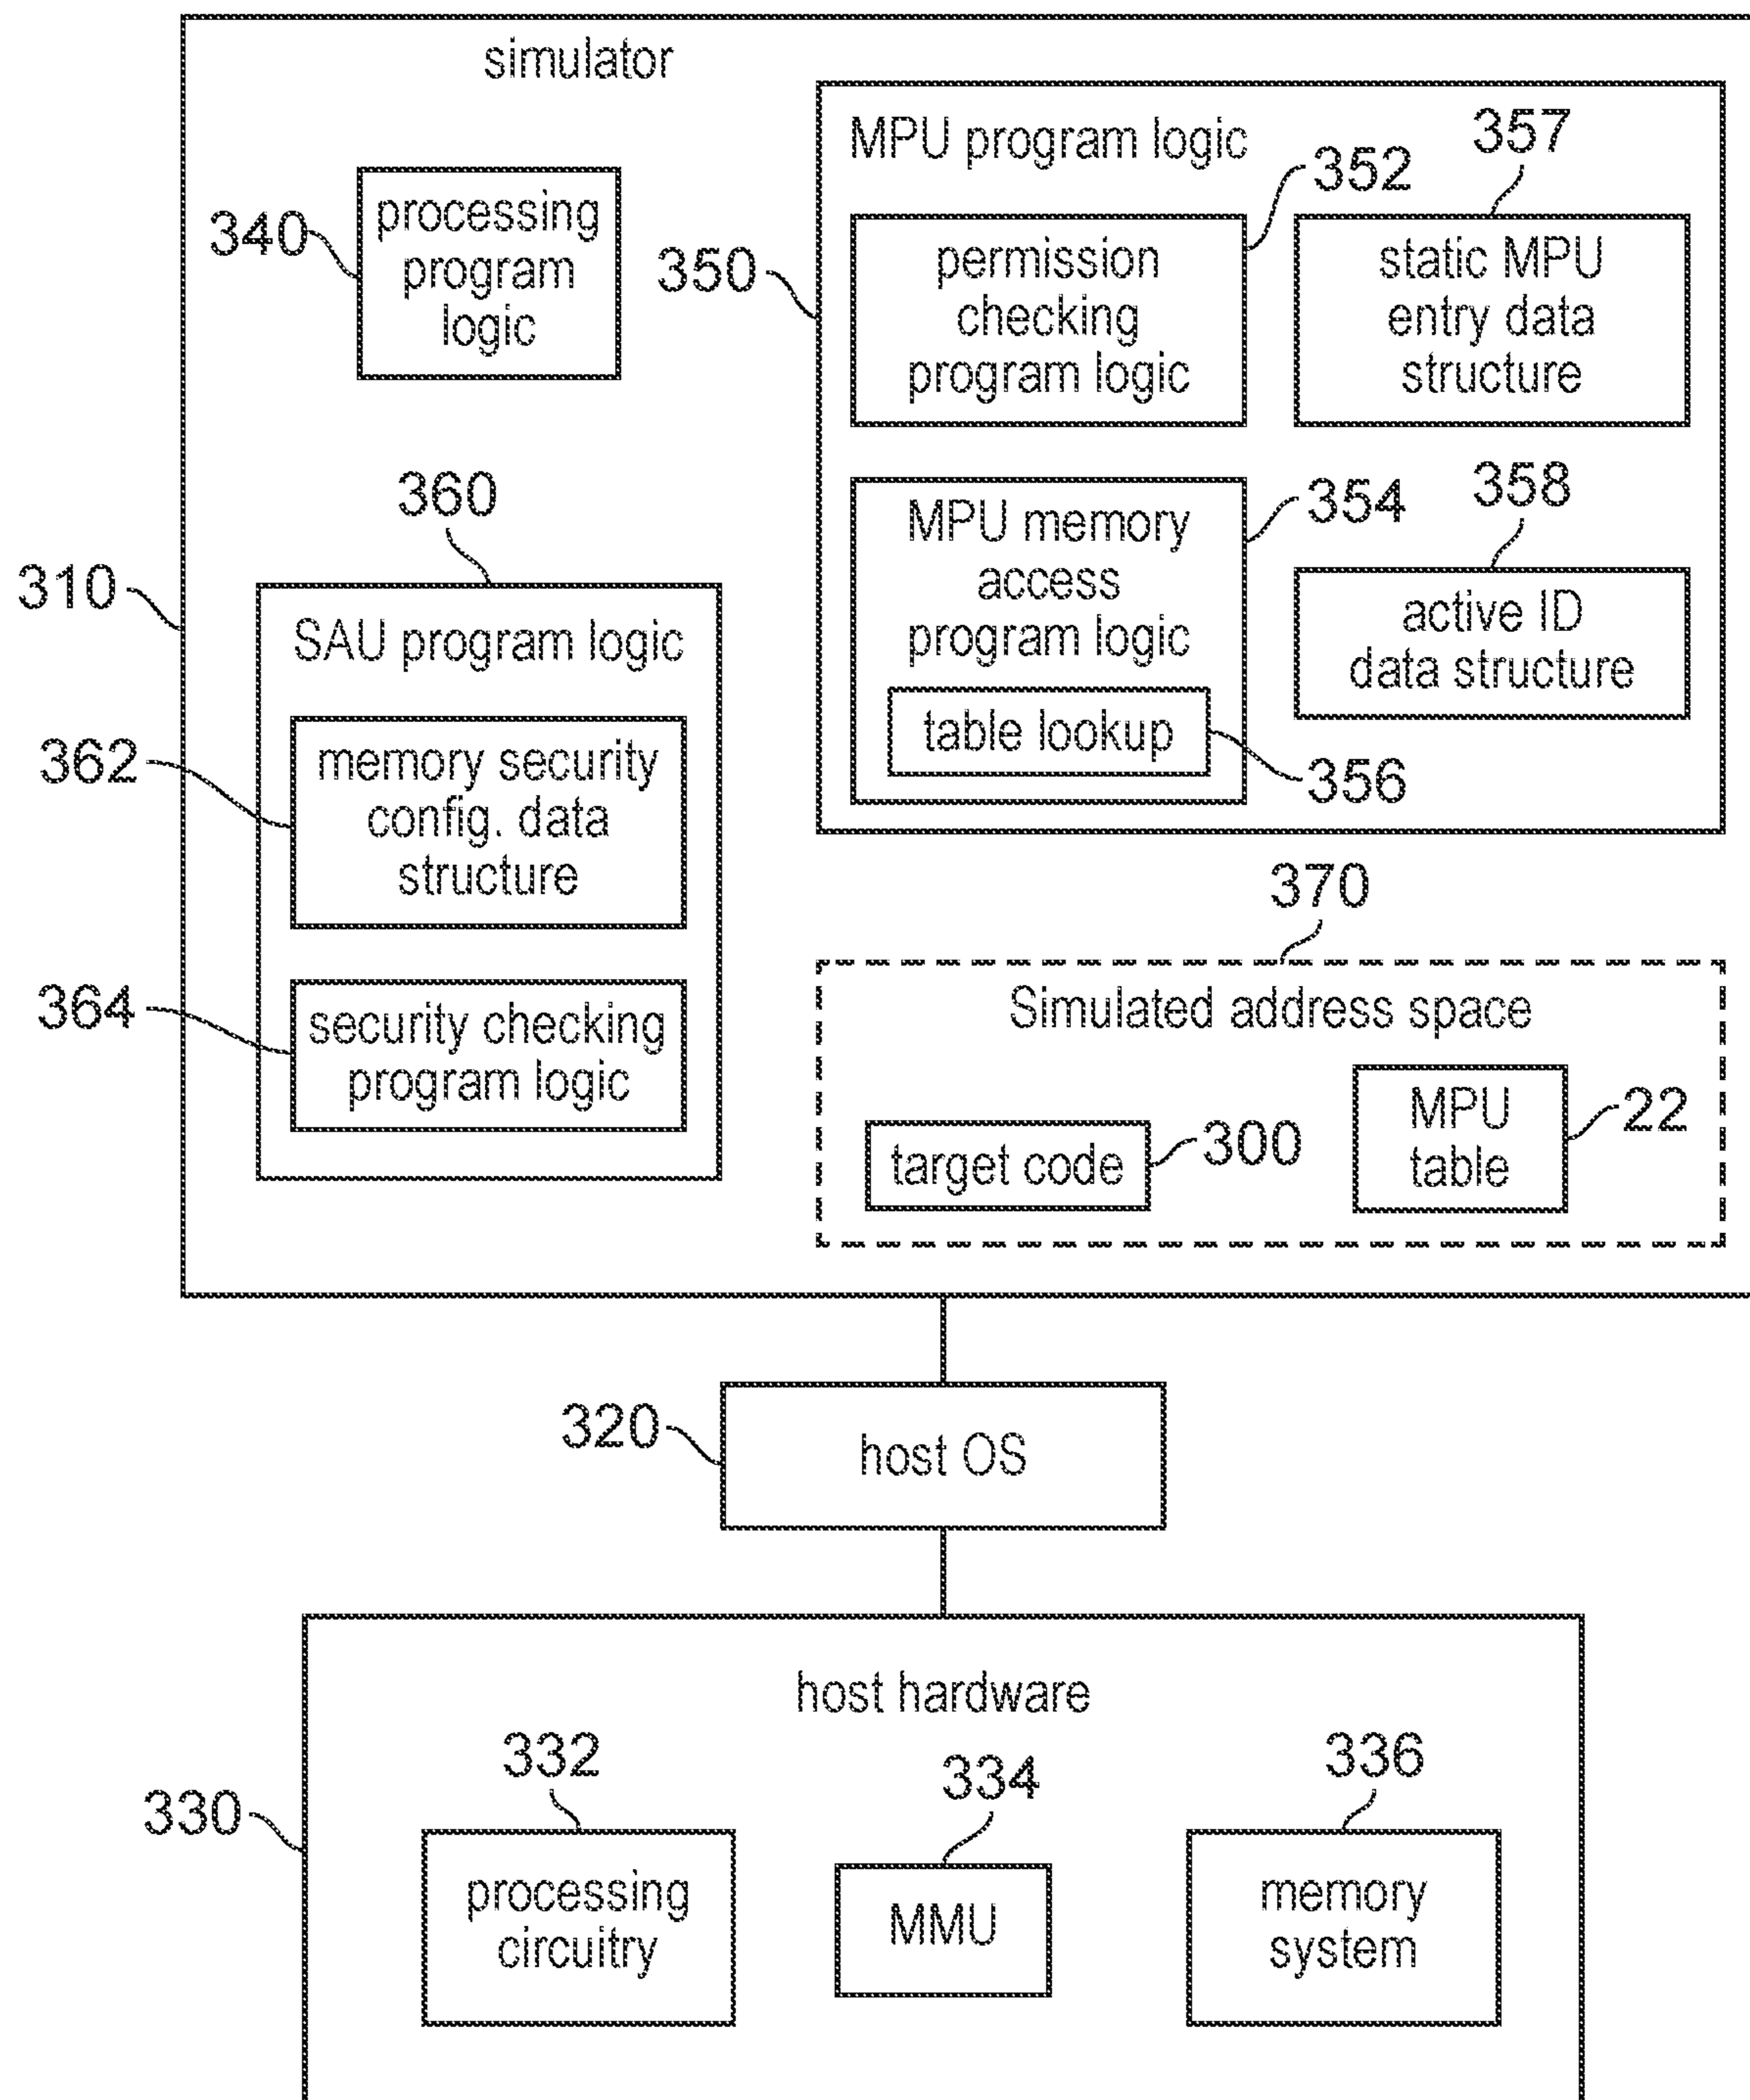 simulator
MPU program logic
357
352
processing
program
logic
340
350
permission
checking
program logic
static MPU
entry data
structure
360
MPU memory
access
program logic
354
358
310
SAU program logic
active ID
data structure
table lookup
356
362
memory security
config. data
structure
370
364
security checking
program logic
Simulated address space
target code
300
MPU
table
22
320
host OS
host hardware
332
334
336
330
processing
circuitry
MMU
memory
system